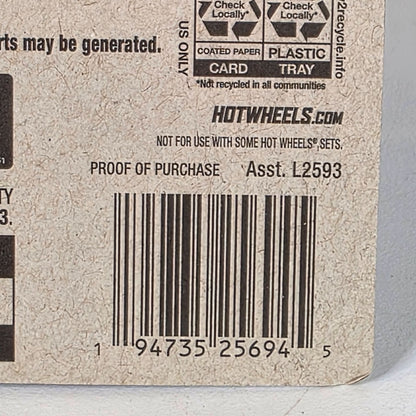 Check Locally* Check Locally*
US ONLY
COATED PAPER PLASTIC
CARD TRAY
2recycle.info
*Not recycled in all communities
rts may be generated.
HOTWHEELS.COM
NOT FOR USE WITH SOME HOT WHEELS® SETS.
PROOF OF PURCHASE Asst. L2593
TY
3.
1 94735 25694 5